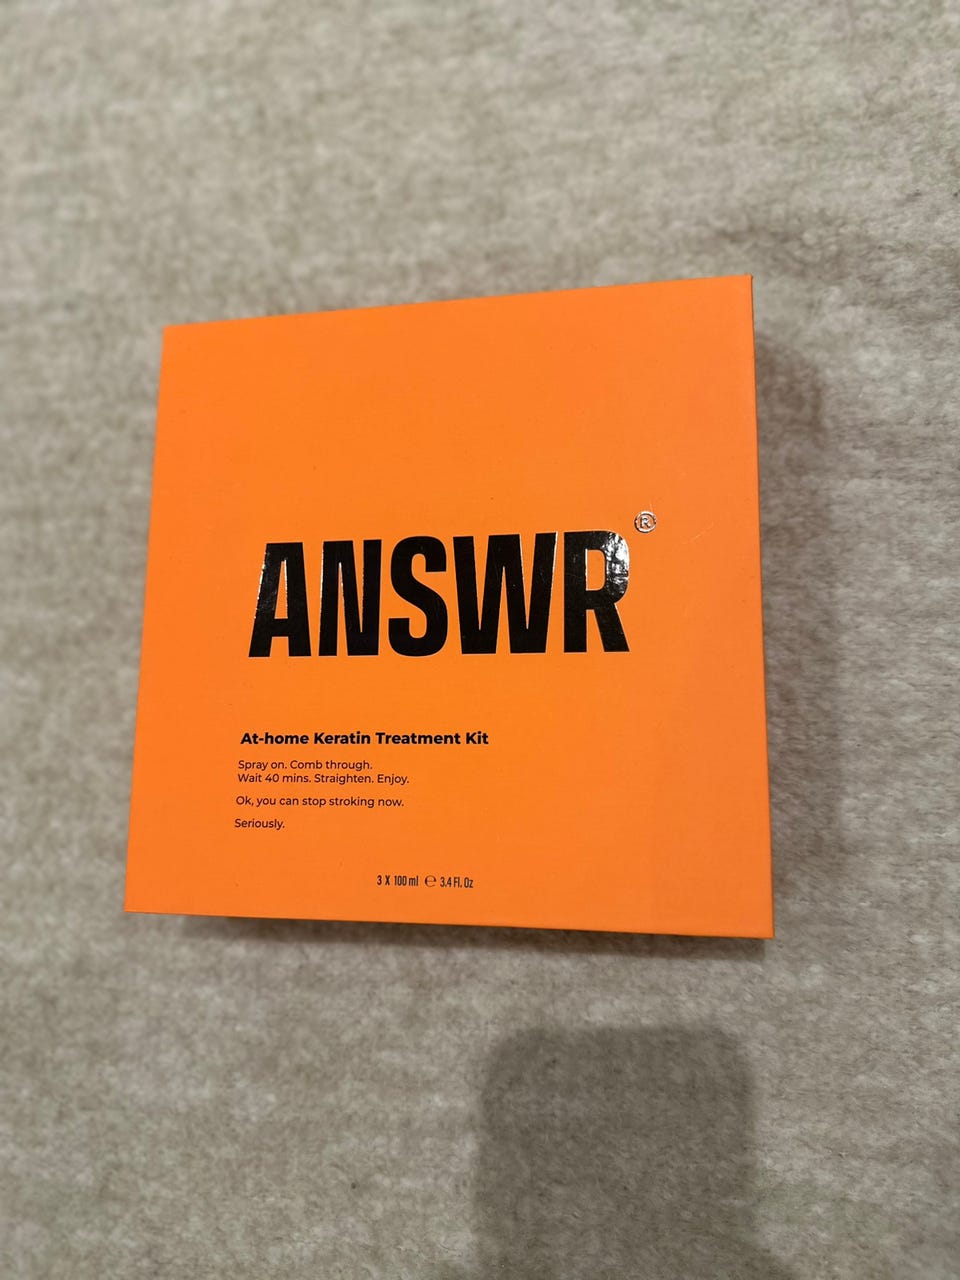 ANSWR®
At-home Keratin Treatment Kit
Spray on. Comb through.
Wait 40 mins. Straighten. Enjoy.
Ok, you can stop stroking now.
Seriously.
3 X 100 ml ℮ 3.4 Fl. Oz